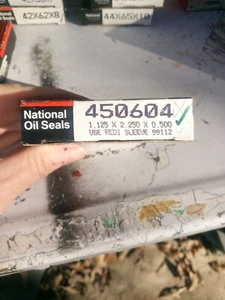 42X62X8
44X65X10
National
Oil Seals
450604
1.125 X 2.250 X 0.500
USE REDI SLEEVE 99112